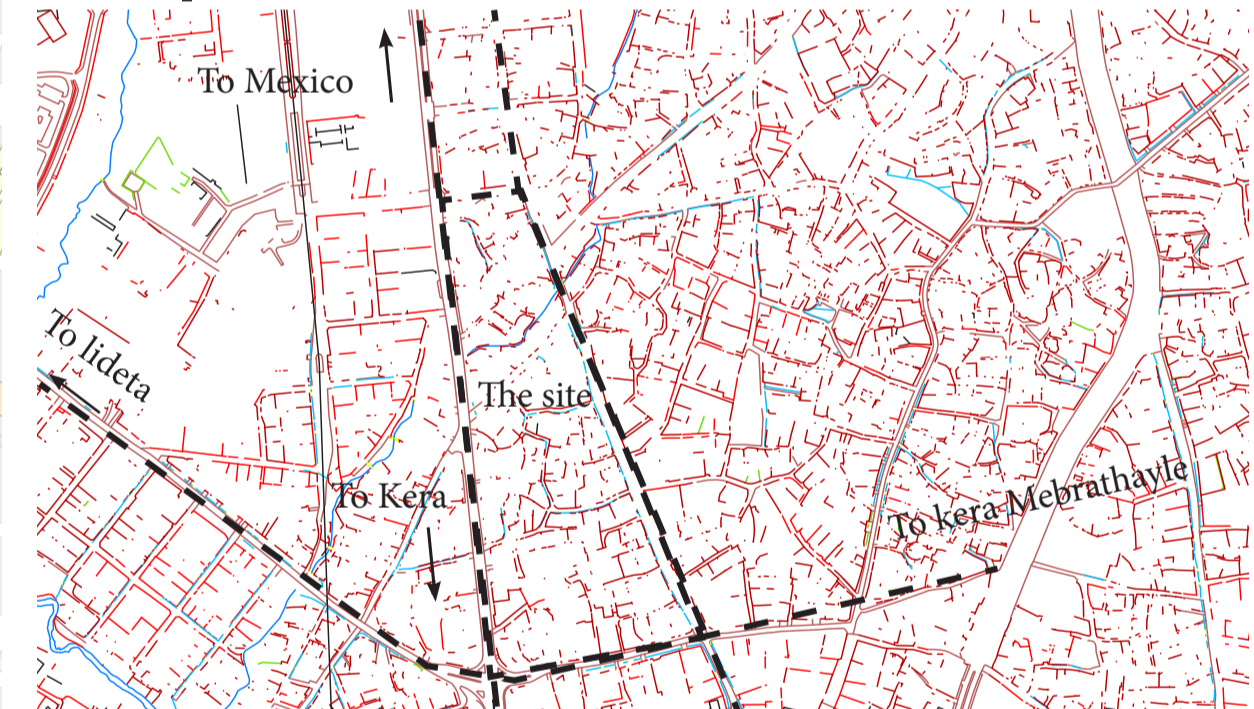 To Mexico
To lideta
The site
To Kera
To kera Mebrathayle